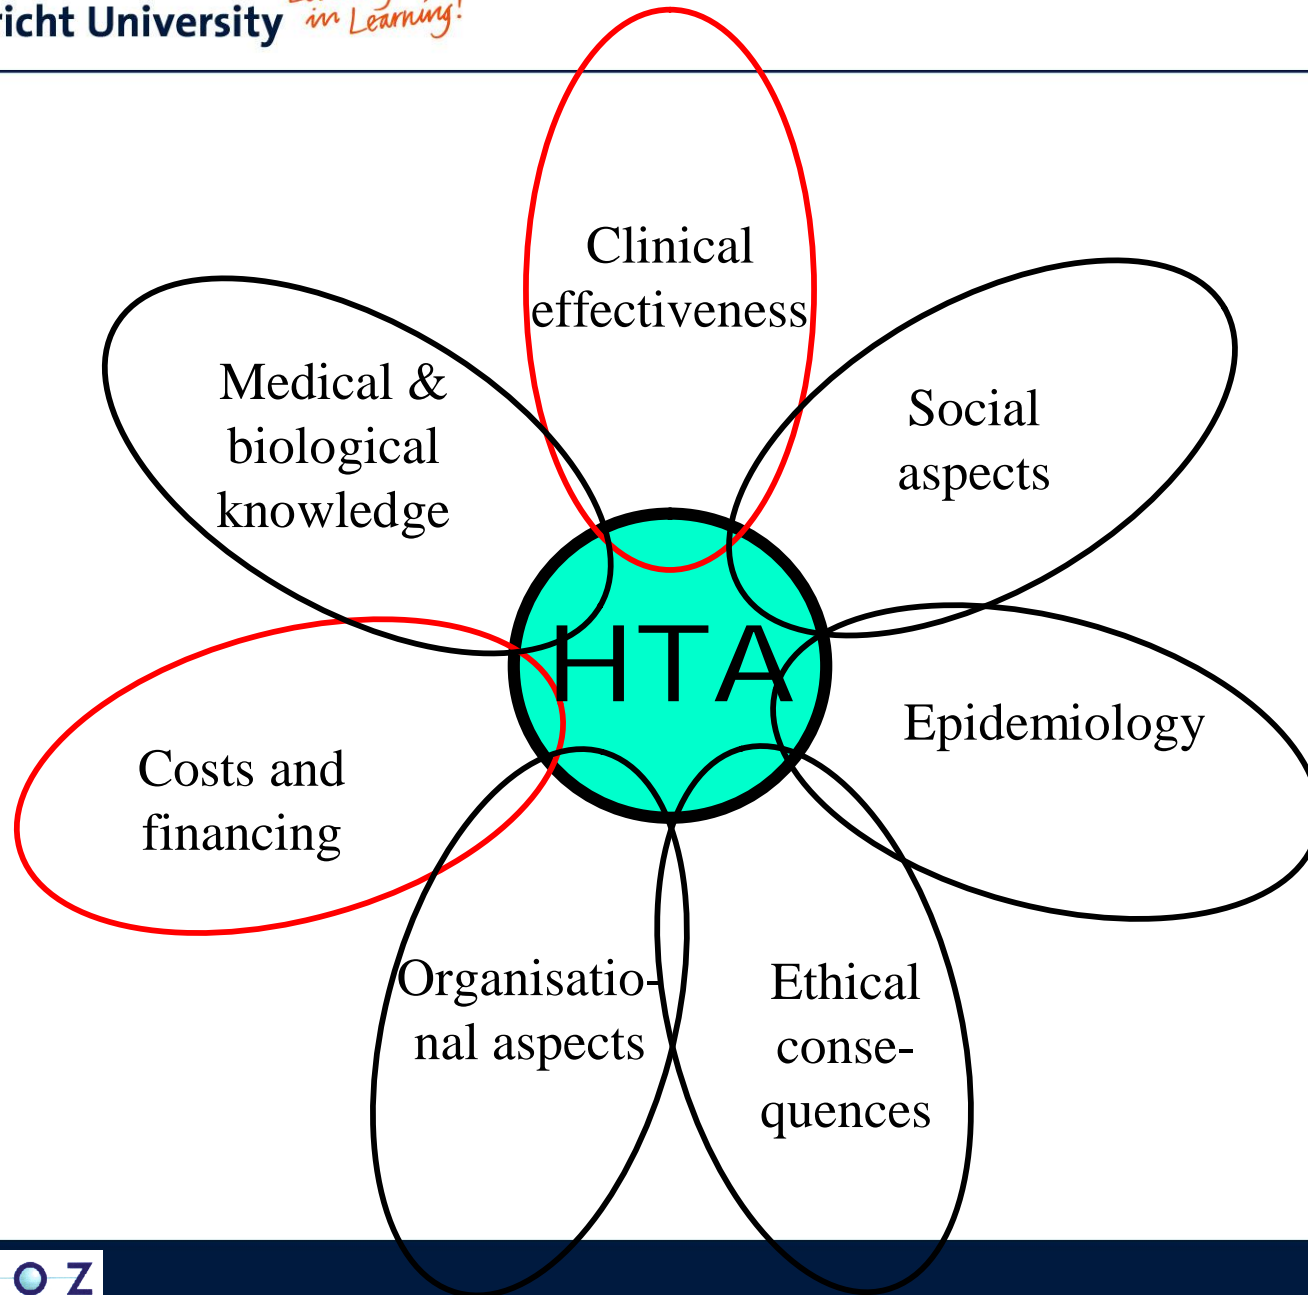 richt University
in Learning!
Clinical
effectiveness
Medical &
biological
knowledge
Social
aspects
HTA
Epidemiology
Costs and
financing
Organisatio-
nal aspects
Ethical
conse-
quences
O Z